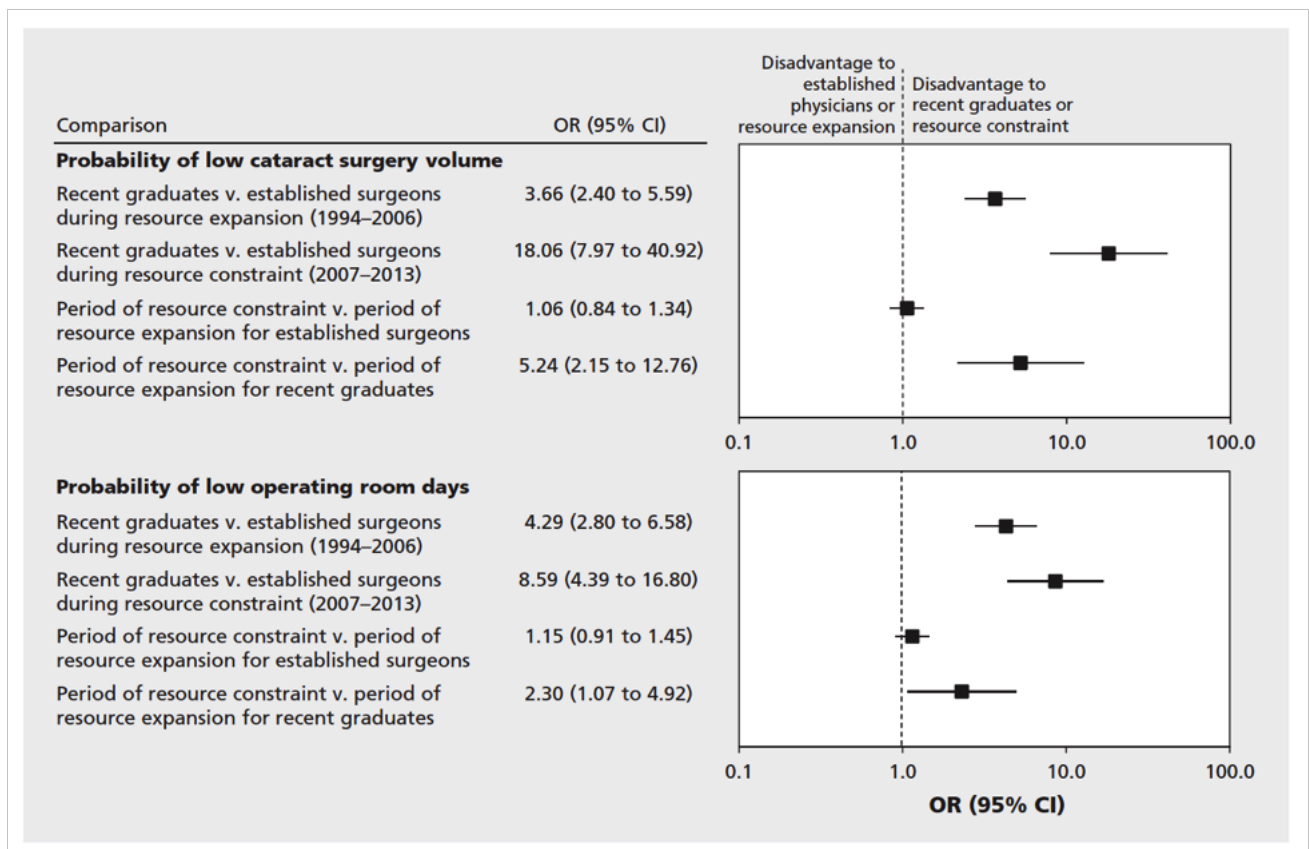 Disadvantage to
established
physicians or
resource expansion
Disadvantage to
recent graduates or
resource constraint
Comparison OR (95% CI)
Probability of low cataract surgery volume
Recent graduates v. established surgeons 3.66 (2.40 to 5.59)
during resource expansion (1994–2006)
Recent graduates v. established surgeons 18.06 (7.97 to 40.92)
during resource constraint (2007–2013)
Period of resource constraint v. period of 1.06 (0.84 to 1.34)
resource expansion for established surgeons
Period of resource constraint v. period of 5.24 (2.15 to 12.76)
resource expansion for recent graduates
0.1 1.0 10.0 100.0
Probability of low operating room days
Recent graduates v. established surgeons 4.29 (2.80 to 6.58)
during resource expansion (1994–2006)
Recent graduates v. established surgeons 8.59 (4.39 to 16.80)
during resource constraint (2007–2013)
Period of resource constraint v. period of 1.15 (0.91 to 1.45)
resource expansion for established surgeons
Period of resource constraint v. period of 2.30 (1.07 to 4.92)
resource expansion for recent graduates
0.1 1.0 10.0 100.0
OR (95% CI)